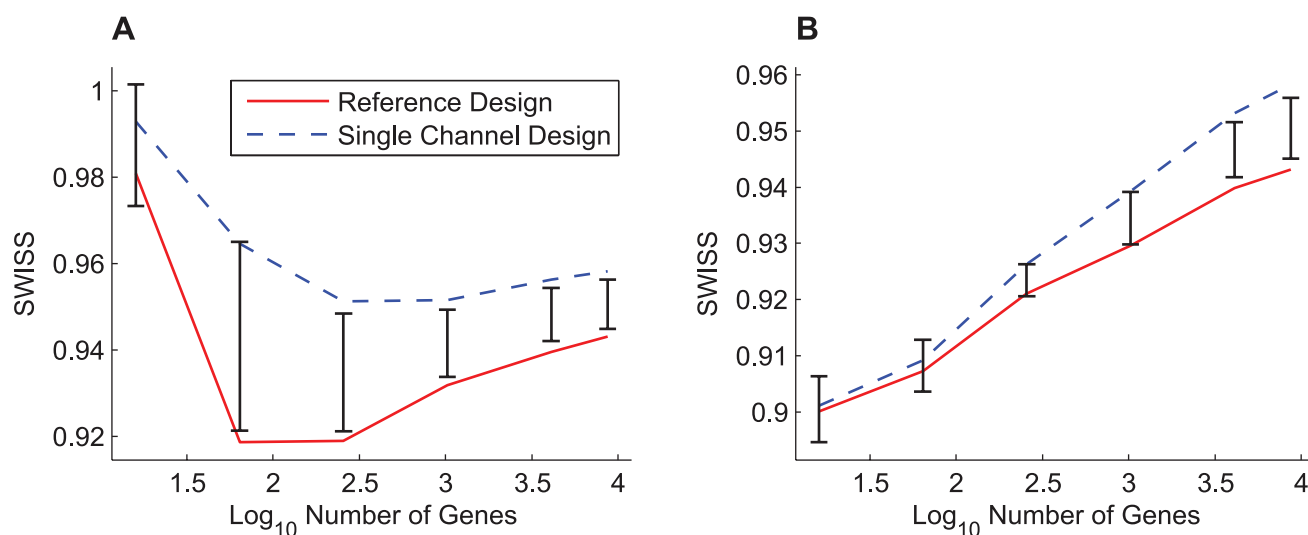 A
B
Reference Design
Single Channel Design
SWISS
1
0.98
0.96
0.94
0.92
1.5 2 2.5 3 3.5 4
Log10 Number of Genes
SWISS
0.96
0.95
0.94
0.93
0.92
0.91
0.9
1.5 2 2.5 3 3.5 4
Log10 Number of Genes